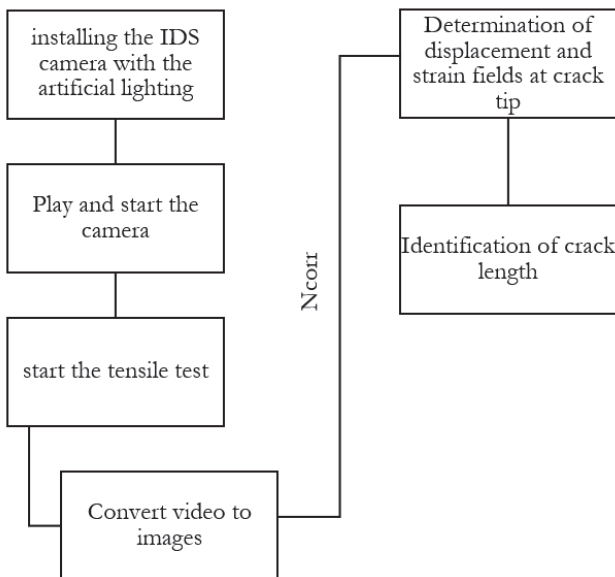 installing the IDS
camera with the
artificial lighting
Play and start the
camera
start the tensile test
Convert video to
images
Ncorr
Determination of
displacement and
strain fields at crack
tip
Identification of crack
length